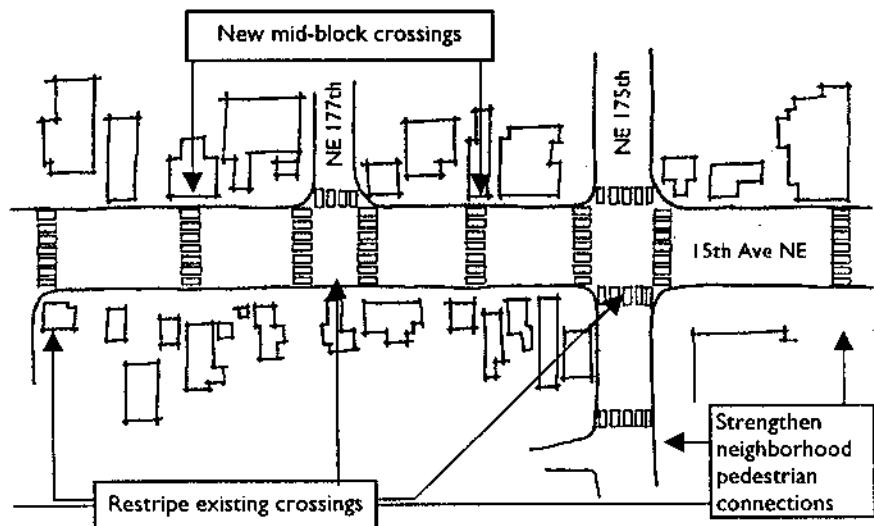 New mid-block crossings
NE 177th
NE 175th
15th Ave NE
Restripe existing crossings
Strengthen
neighborhood
pedestrian
connections